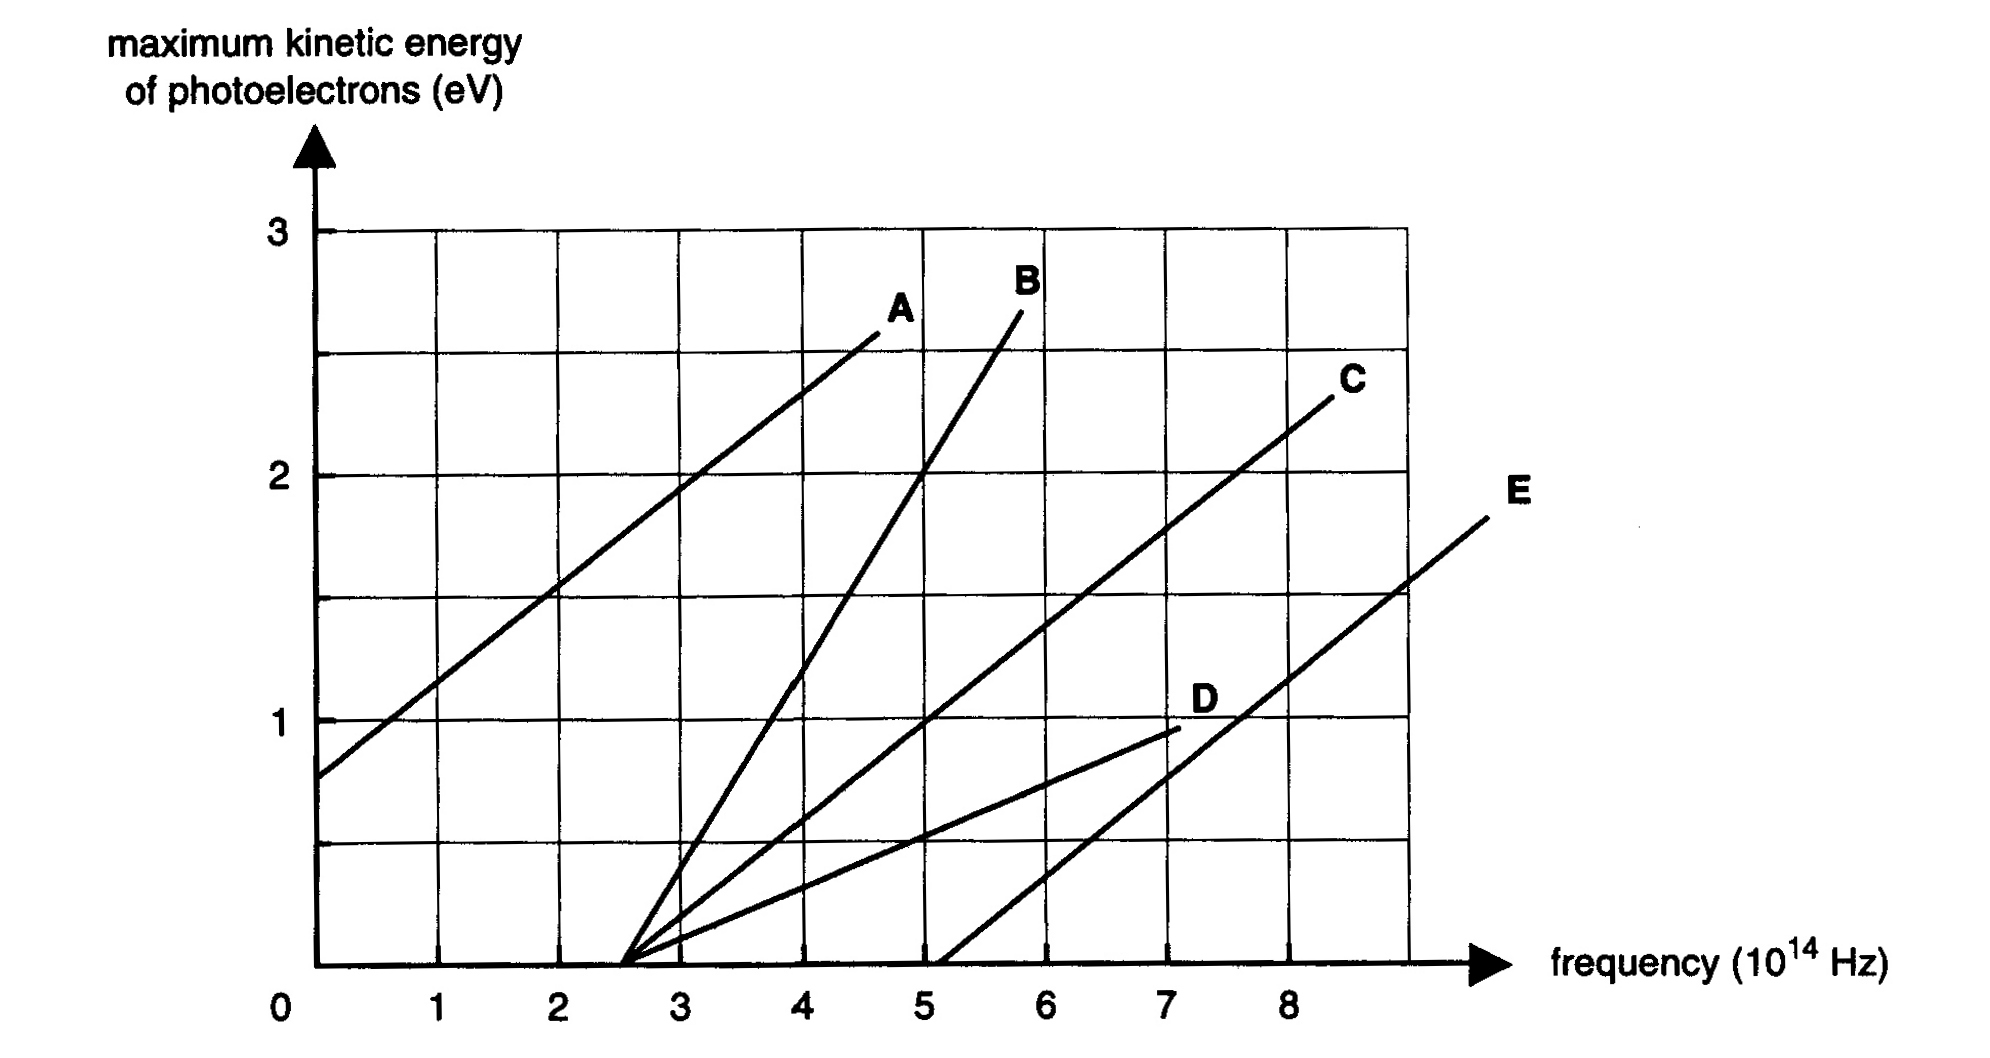 maximum kinetic energy
of photoelectrons (eV)
3
B
A
C
2
E
D
1
frequency (10¹⁴ Hz)
0 1 2 3 4 5 6 7 8